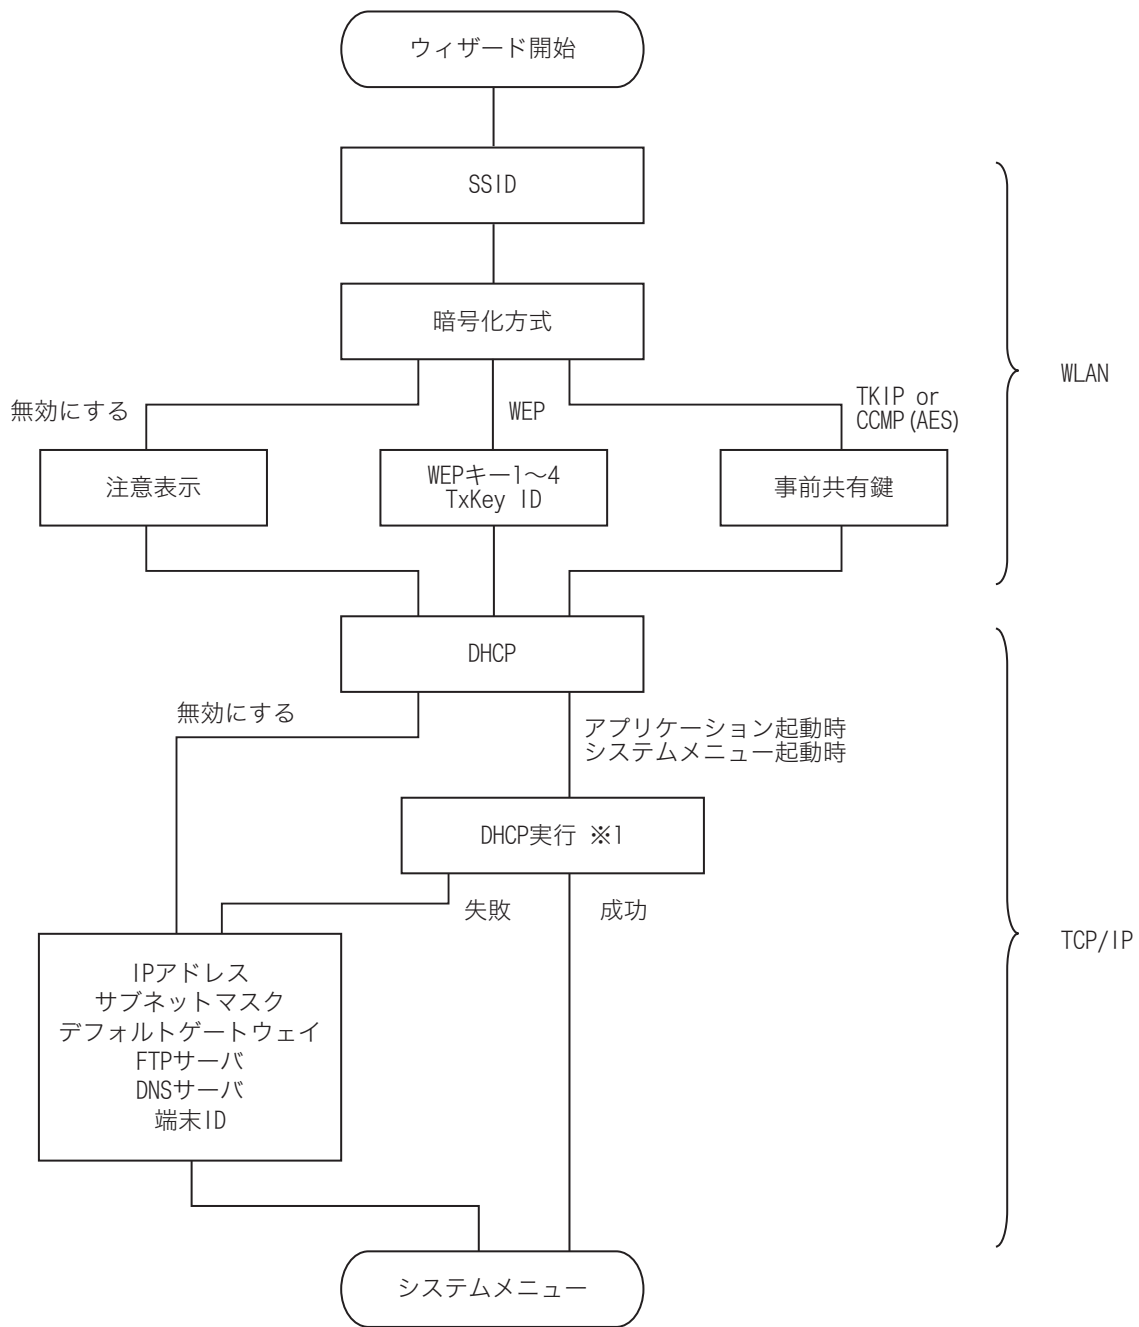 ウィザード開始
SSID
暗号化方式
無効にする
WEP
TKIP or
CCMP(AES)
注意表示
WEPキー1～4
TxKey ID
事前共有鍵
WLAN
DHCP
無効にする
アプリケーション起動時
システムメニュー起動時
DHCP実行 ※1
失敗
成功
IPアドレス
サブネットマスク
デフォルトゲートウェイ
FTPサーバ
DNSサーバ
端末ID
TCP/IP
システムメニュー